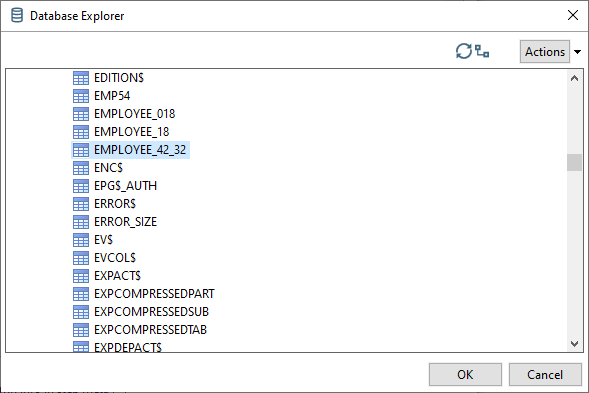 Database Explorer
Actions
EDITION$
EMP54
EMPLOYEE_018
EMPLOYEE_18
EMPLOYEE_42_32
ENC$
EPG$_AUTH
ERROR$
ERROR_SIZE
EV$
EVCOL$
EXPACT$
EXPCOMPRESSEDPART
EXPCOMPRESSEDSUB
EXPCOMPRESSEDTAB
EXPDEPACT$
OK
Cancel